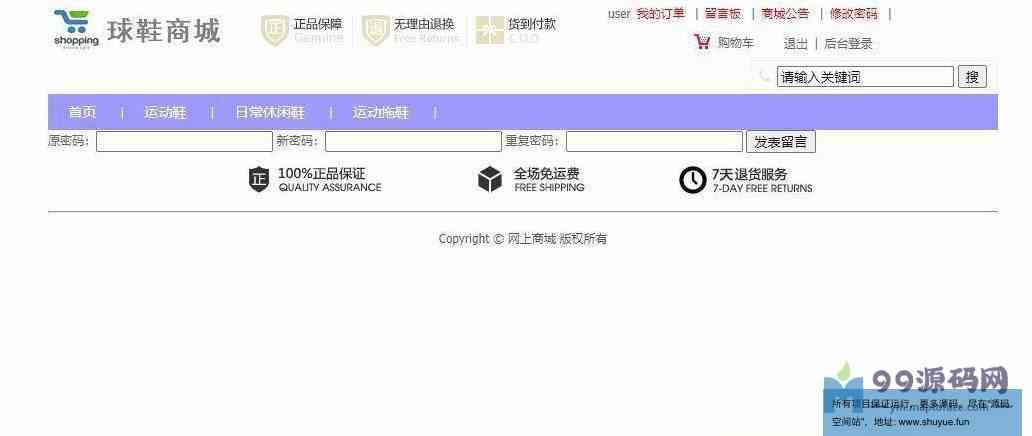 shopping 球鞋商城 正品保障 Genuine 无理由退换 Free Returns 货到付款 C.O.D
user 我的订单 | 留言板 | 商城公告 | 修改密码 |
购物车 退出 | 后台登录
请输入关键词 搜
首页 | 运动鞋 | 日常休闲鞋 | 运动拖鞋 |
原密码: 新密码: 重复密码: 发表留言
100%正品保证 全场免运费 7天退货服务
正 QUALITY ASSURANCE FREE SHIPPING 7-DAY FREE RETURNS
Copyright © 网上商城 版权所有
99源码网
所有项目保证运行，更多源码，尽在“源码
空间站”，地址: www.shuyue.fun